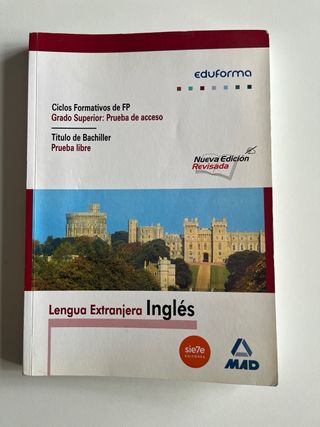 eduforma
Ciclos Formativos de FP
Grado Superior: Prueba de acceso
Título de Bachiller
Prueba libre
Nueva Edición
Revisada
Lengua Extranjera Inglés
sie7e
EDITORES
MAD